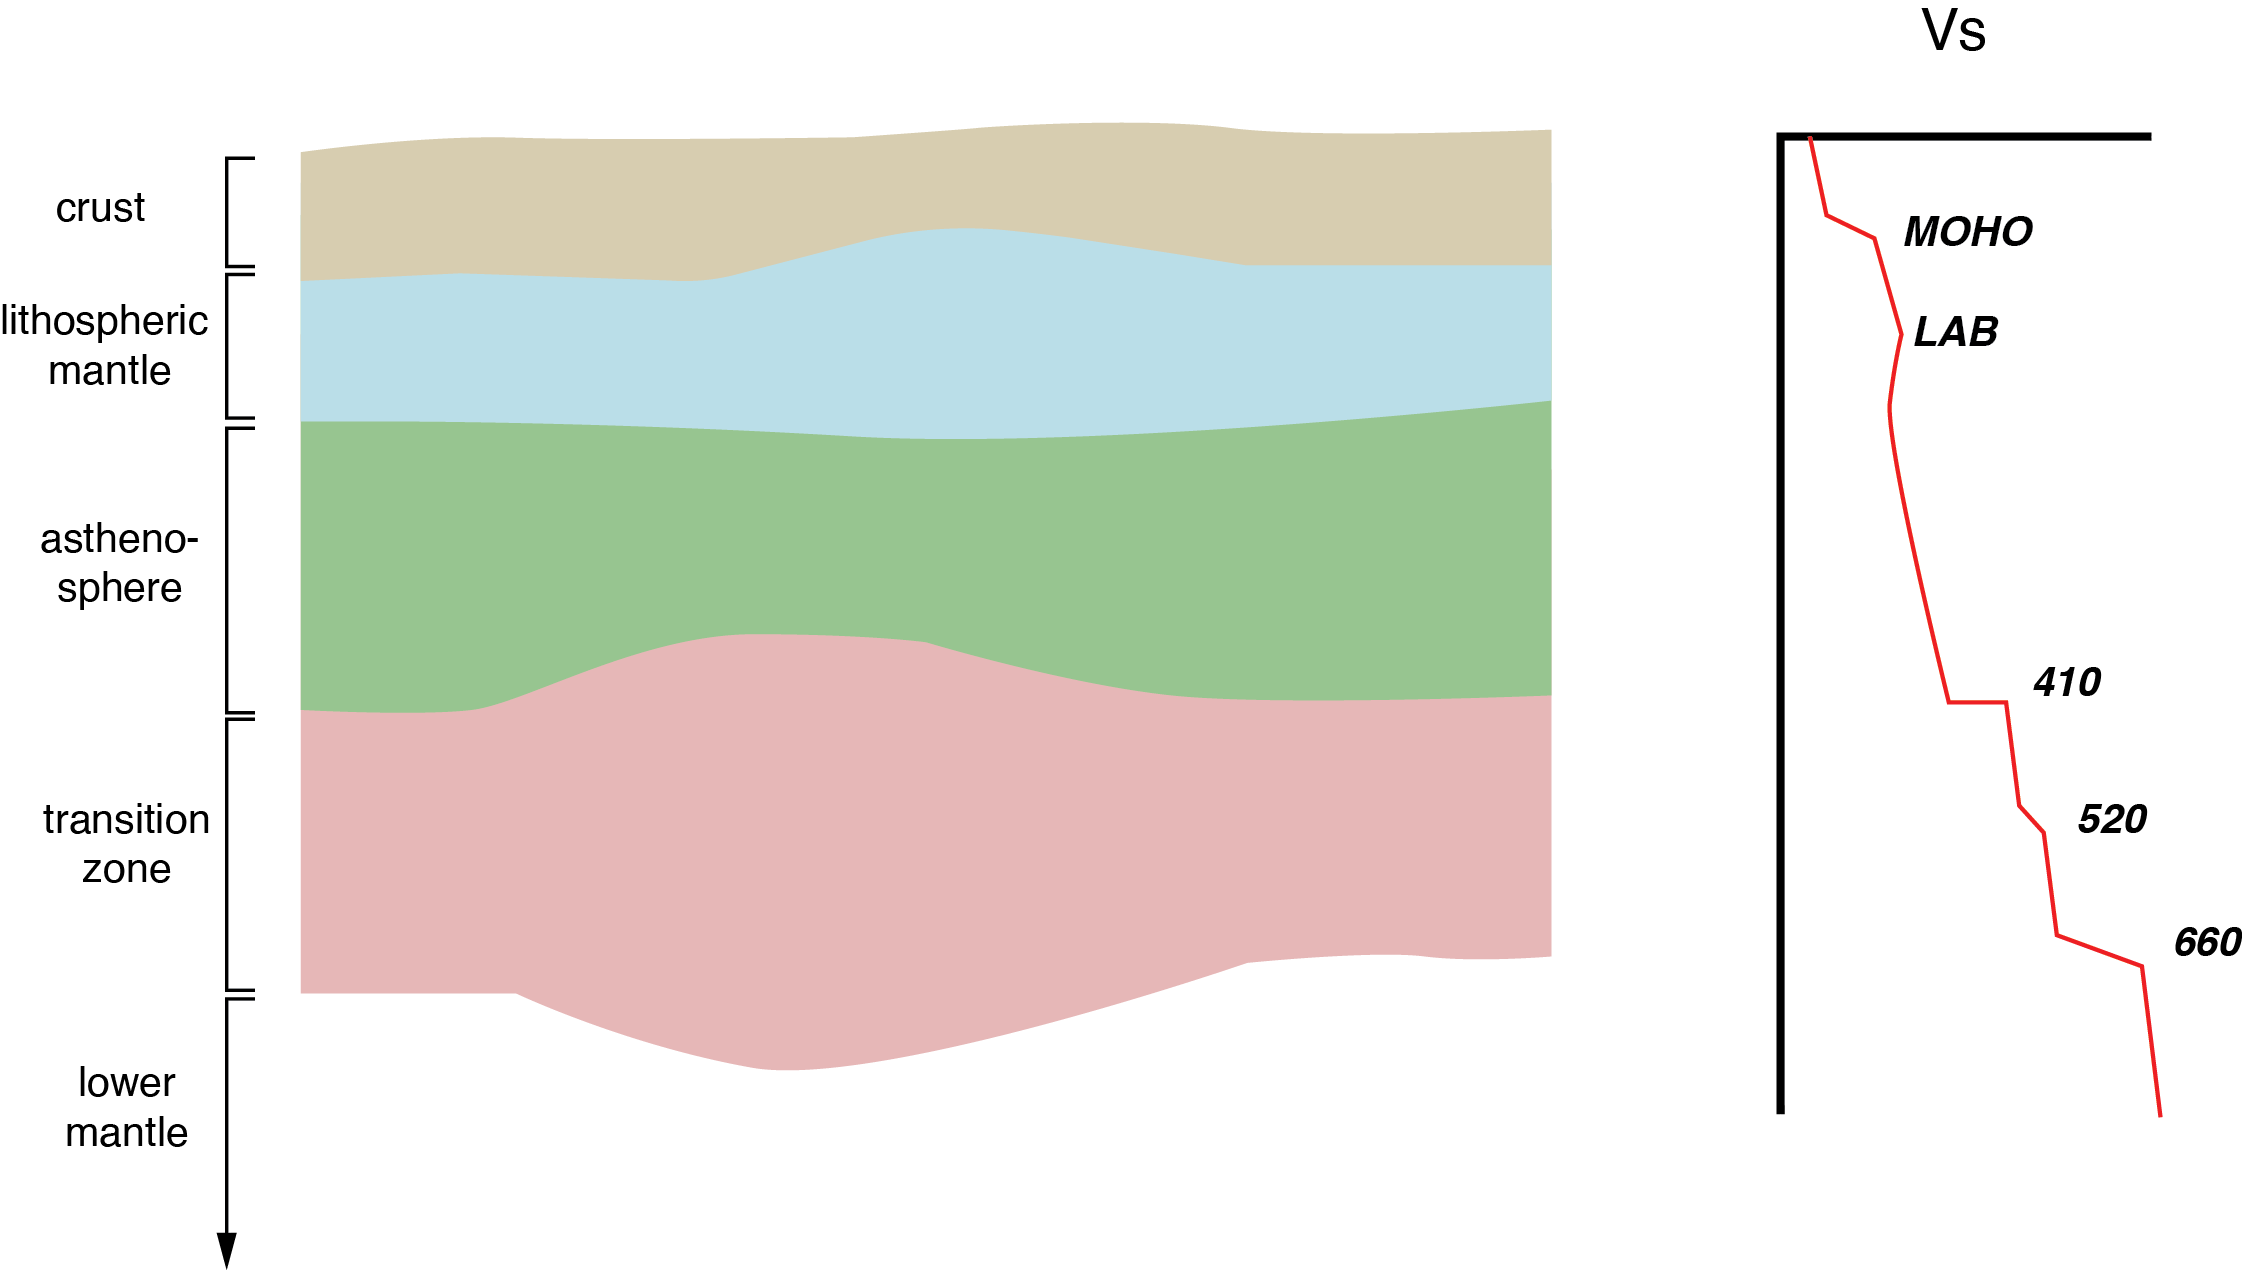 Vs
crust
lithospheric
mantle
astheno-
sphere
transition
zone
lower
mantle
MOHO
LAB
410
520
660